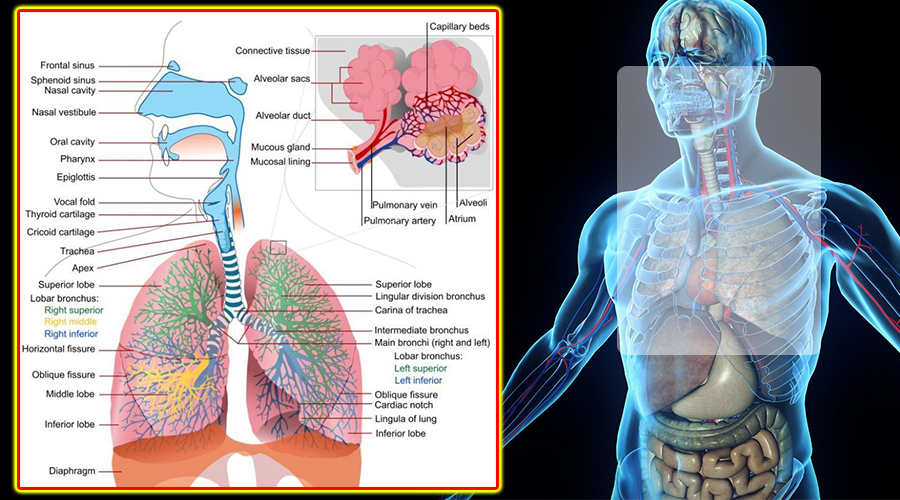 Capillary beds
Connective tissue
Alveolar sacs
Alveolar duct
Mucous gland
Mucosal lining
Pulmonary vein
Pulmonary artery
Alveoli
Atrium
Frontal sinus
Sphenoid sinus
Nasal cavity
Nasal vestibule
Oral cavity
Pharynx
Epiglottis
Vocal fold
Thyroid cartilage
Cricoid cartilage
Trachea
Apex
Superior lobe
Lobar bronchus:
Right superior
Right middle
Right inferior
Horizontal fissure
Oblique fissure
Middle lobe
Inferior lobe
Diaphragm
Superior lobe
Lingular division bronchus
Carina of trachea
Intermediate bronchus
Main bronchi (right and left)
Lobar bronchus:
Left superior
Left inferior
Oblique fissure
Cardiac notch
Lingula of lung
Inferior lobe